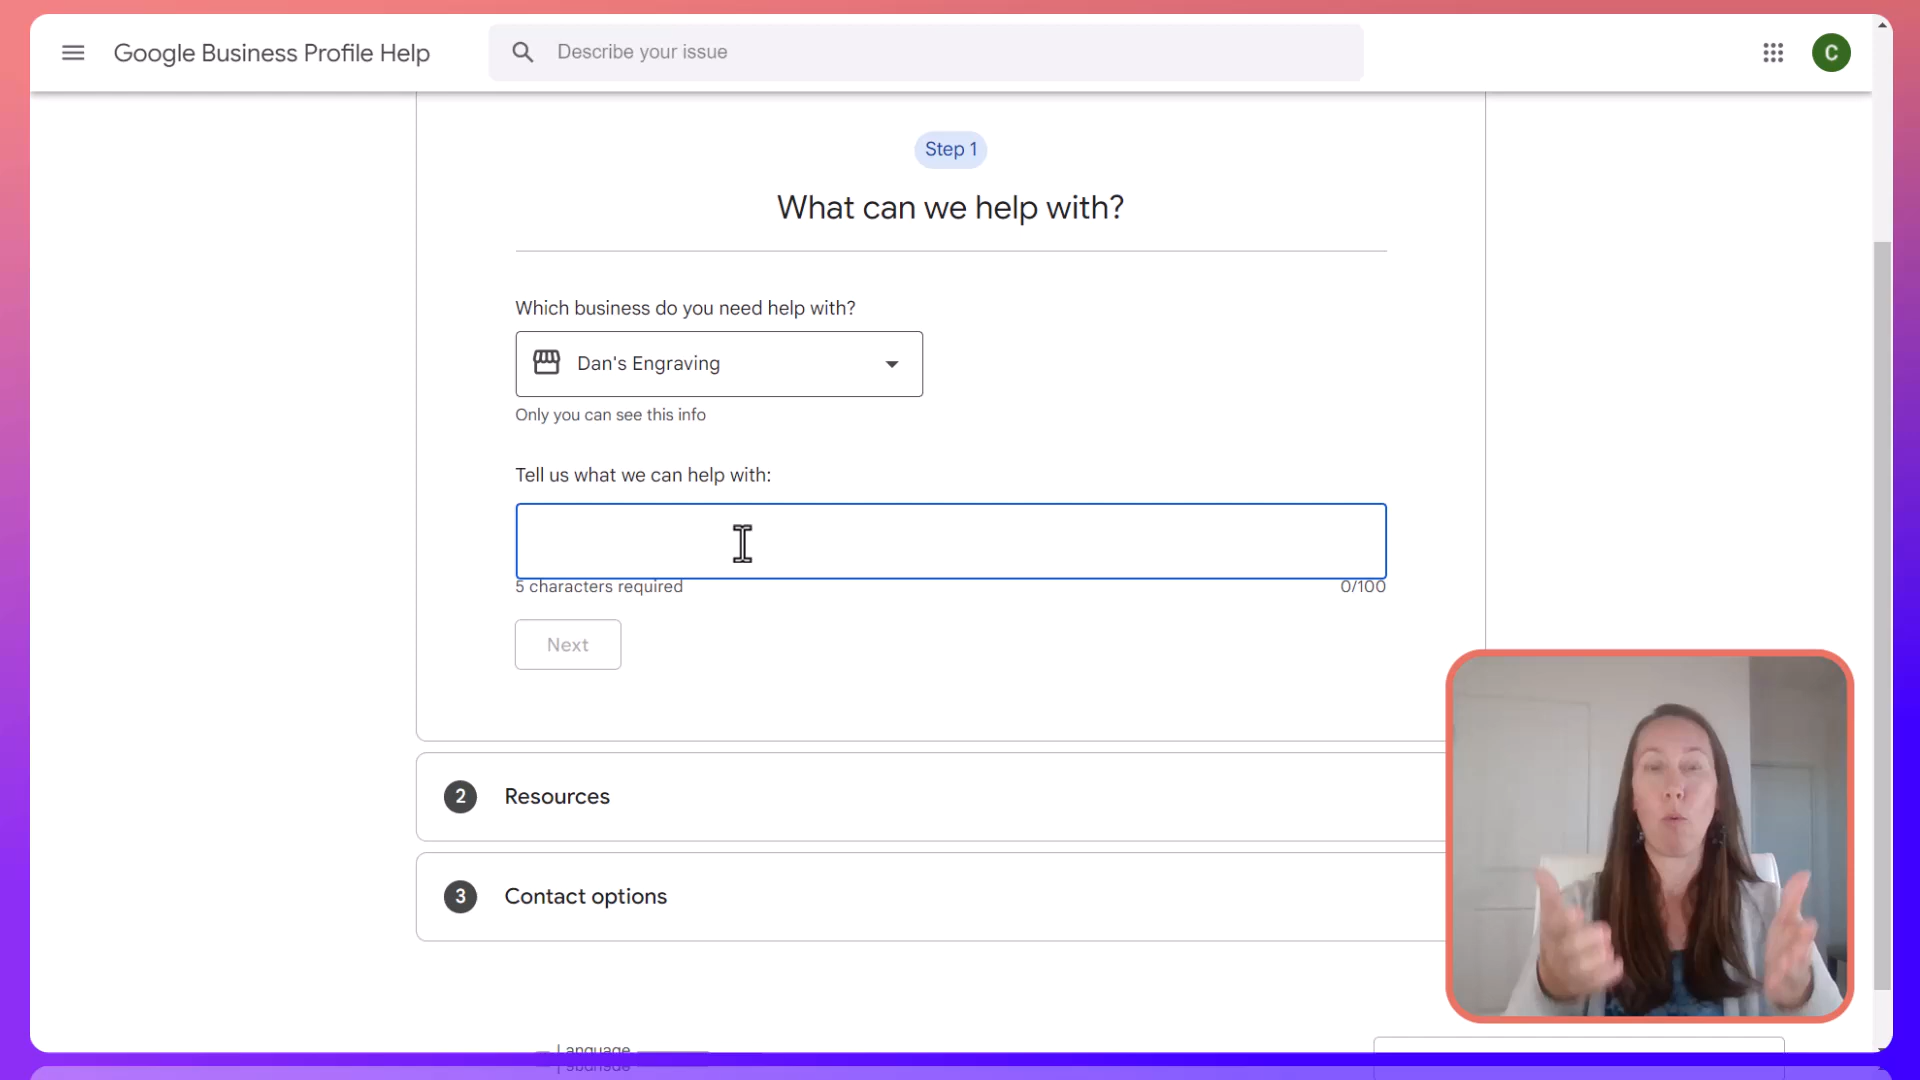 Google Business Profile Help
Describe your issue
C
Step 1
What can we help with?
Which business do you need help with?
Dan's Engraving
Only you can see this info
Tell us what we can help with:
5 characters required
0/100
Next
2 Resources
3 Contact options
Language